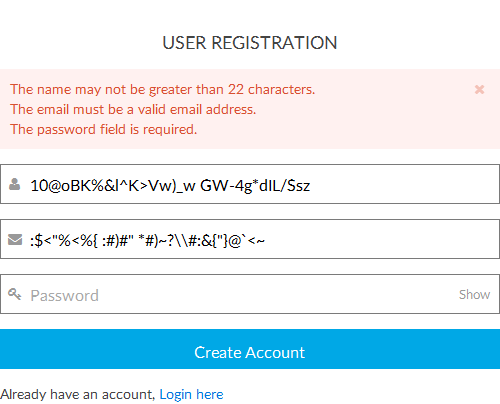 USER REGISTRATION
The name may not be greater than 22 characters.
The email must be a valid email address.
The password field is required.
10@oBK%&l^K>Vw)_w GW-4g*dIL/Ssz
:$<"%<%{ :#)#" *#)~?\\#:&{"}@`<~
Password
Show
Create Account
Already have an account, Login here